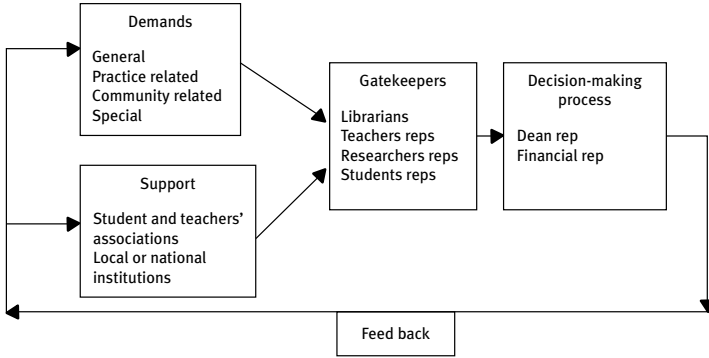 Demands
General
Practice related
Community related
Special
Support
Student and teachers’
associations
Local or national
institutions
Gatekeepers
Librarians
Teachers reps
Researchers reps
Students reps
Decision-making
process
Dean rep
Financial rep
Feed back